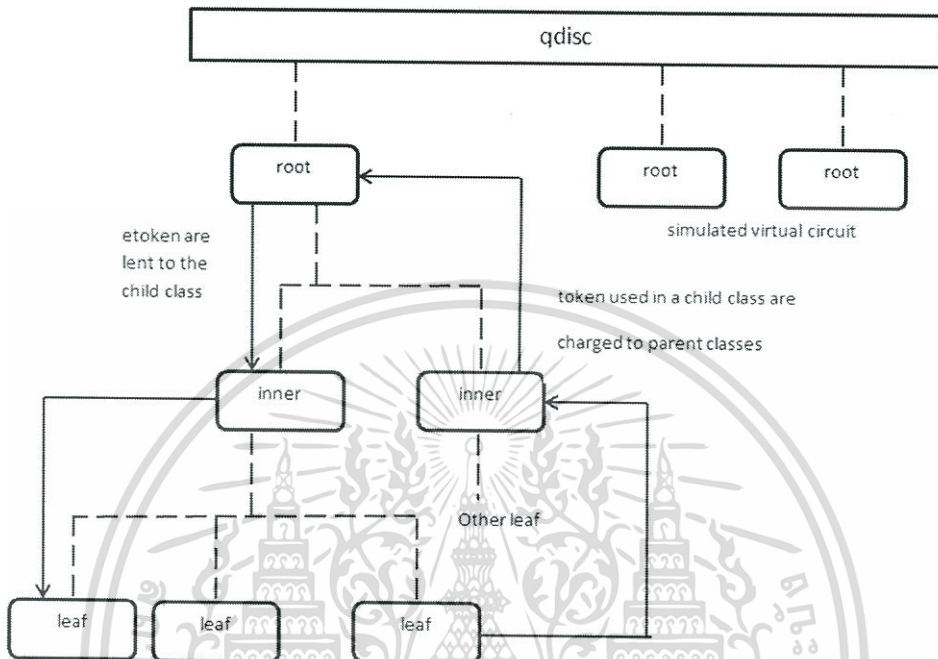 qdisc
root
root
root
simulated virtual circuit
etoken are
lent to the
child class
token used in a child class are
charged to parent classes
inner
inner
Other leaf
leaf
leaf
leaf